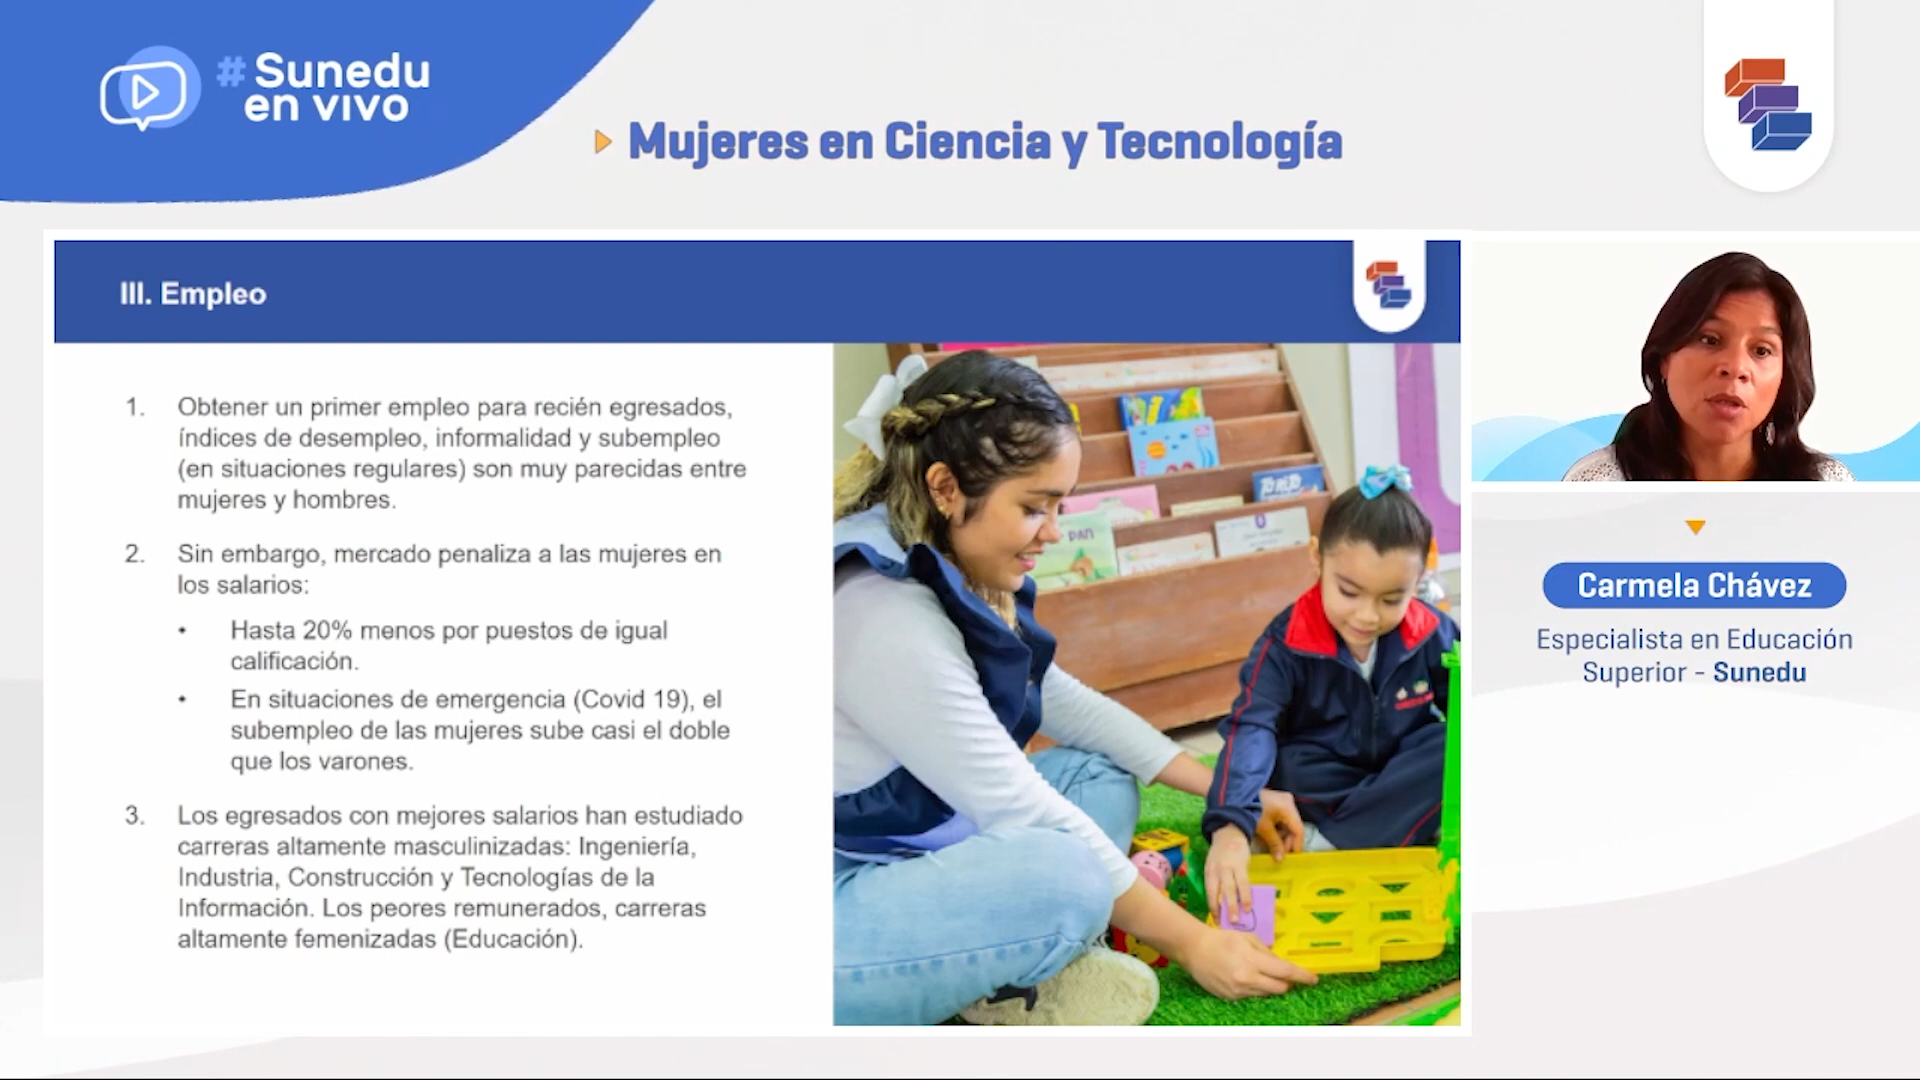 # Sunedu
en vivo
Mujeres en Ciencia y Tecnología
III. Empleo
1. Obtener un primer empleo para recién egresados,
índices de desempleo, informalidad y subempleo
(en situaciones regulares) son muy parecidas entre
mujeres y hombres.
2. Sin embargo, mercado penaliza a las mujeres en
los salarios:
• Hasta 20% menos por puestos de igual
calificación.
• En situaciones de emergencia (Covid 19), el
subempleo de las mujeres sube casi el doble
que los varones.
3. Los egresados con mejores salarios han estudiado
carreras altamente masculinizadas: Ingeniería,
Industria, Construcción y Tecnologías de la
Información. Los peores remunerados, carreras
altamente femenizadas (Educación).
PAN
Carmela Chávez
Especialista en Educación
Superior - Sunedu